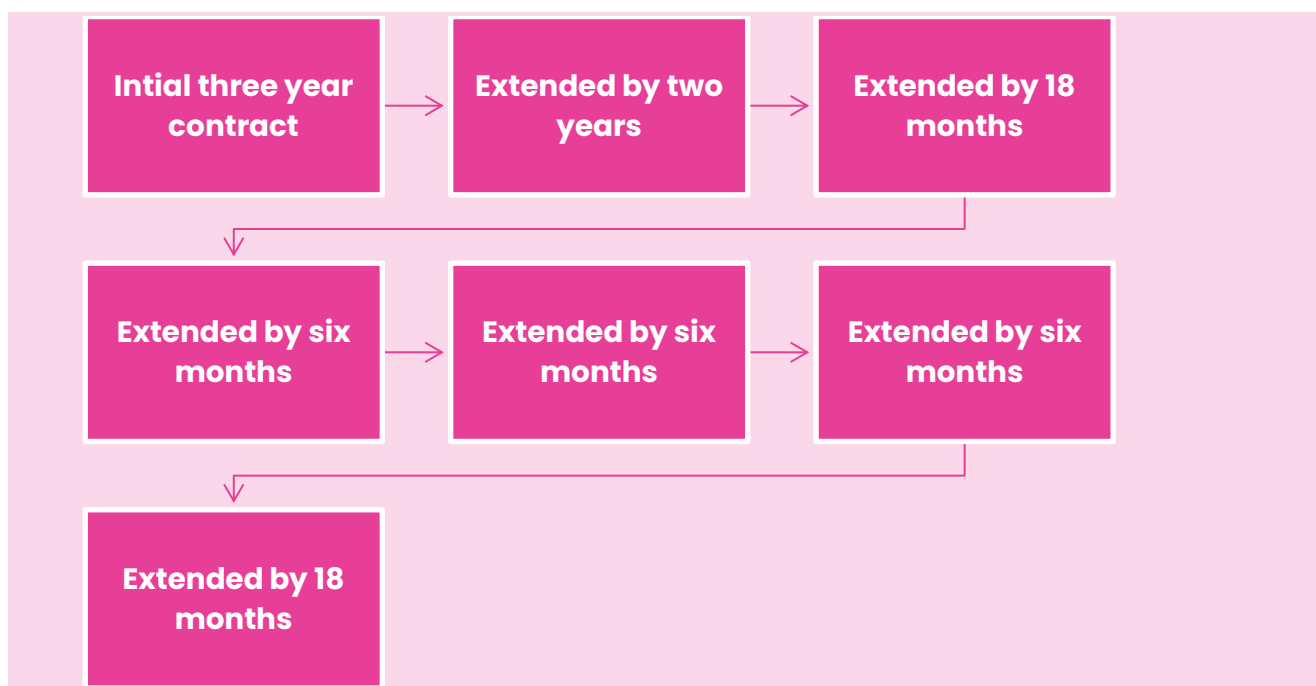 Intial three year
contract
Extended by two
years
Extended by 18
months
Extended by six
months
Extended by six
months
Extended by six
months
Extended by 18
months